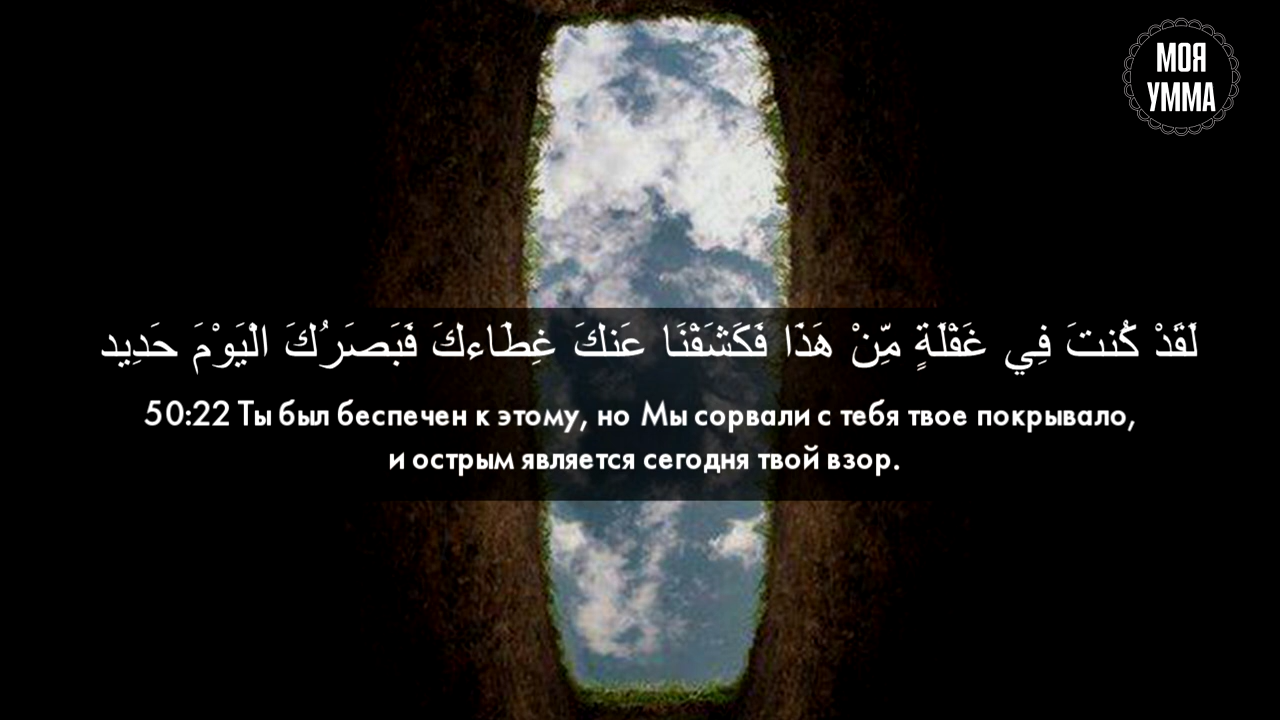 МОЯ
УММА
لَقَدْ كُنتَ فِي غَفْلَةٍ مِّنْ هَذَا فَكَشَفْنَا عَنكَ غِطَاءكَ فَبَصَرُكَ الْيَوْمَ حَدِيد
50:22 Ты был беспечен к этому, но Мы сорвали с тебя твое покрывало,
и острым является сегодня твой взор.